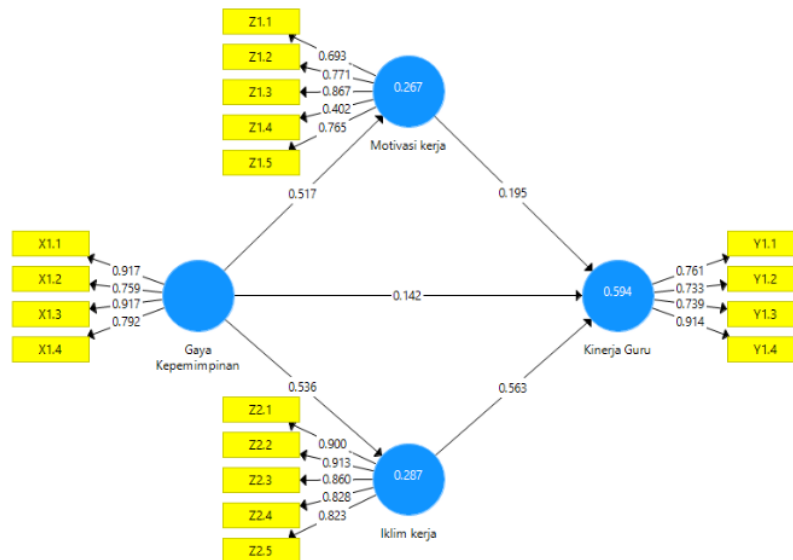 Z1.1
Z1.2
Z1.3
Z1.4
Z1.5
0.693
0.771
0.867
0.402
0.765
0.267
Motivasi kerja
0.517
0.195
X1.1
X1.2
X1.3
X1.4
0.917
0.759
0.917
0.792
Gaya
Kepemimpinan
0.142
0.594
Kinerja Guru
0.761
0.733
0.739
0.914
Y1.1
Y1.2
Y1.3
Y1.4
0.536
0.563
Z2.1
Z2.2
Z2.3
Z2.4
Z2.5
0.900
0.913
0.860
0.828
0.823
0.287
Iklim kerja